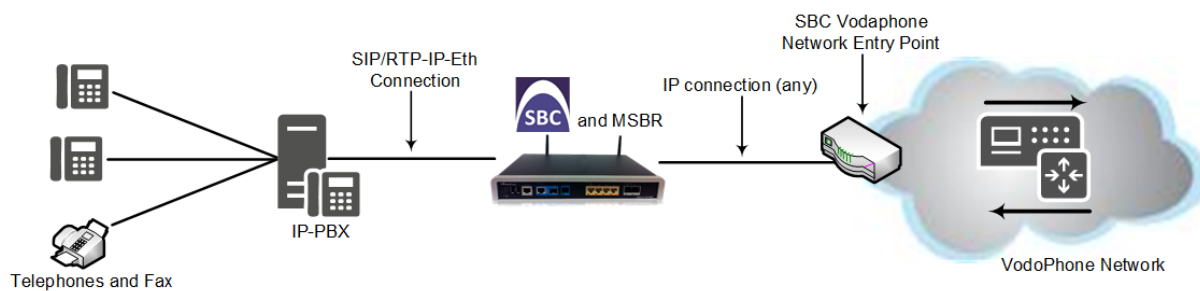 SBC Vodaphone
Network Entry Point
SIP/RTP-IP-Eth
Connection
IP connection (any)
SBC
and MSBR
IP-PBX
Telephones and Fax
VodoPhone Network